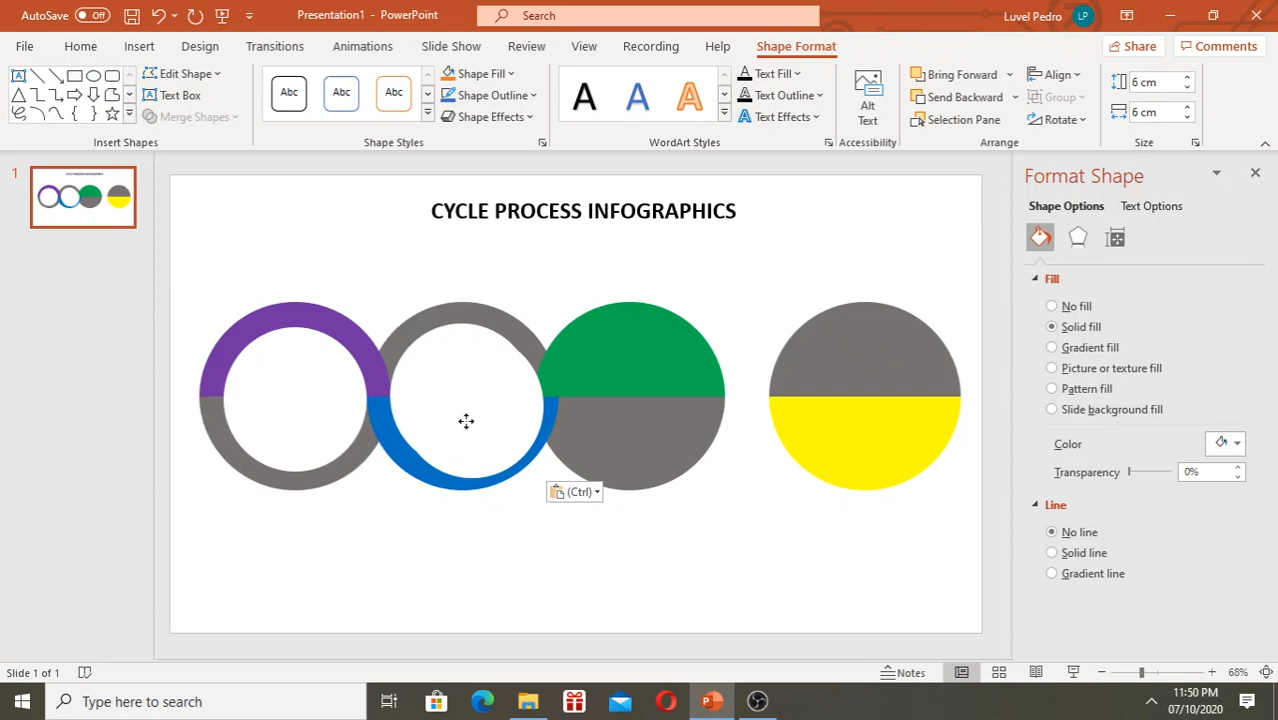 AutoSave Off Presentation1 - PowerPoint Search Luvel Pedro LP
File Home Insert Design Transitions Animations Slide Show Review View Recording Help Shape Format Share Comments
Edit Shape
Text Box
Merge Shapes
Insert Shapes
Abc Abc Abc
Shape Fill
Shape Outline
Shape Effects
Shape Styles
A A A
Text Fill
Text Outline
Text Effects
WordArt Styles
Alt
Text
Accessibility
Bring Forward
Send Backward
Selection Pane
Align
Group
Rotate
Arrange
6 cm
6 cm
Size
1
CYCLE PROCESS INFOGRAPHICS
CYCLE PROCESS INFOGRAPHICS
(Ctrl)
Format Shape
Shape Options Text Options
Fill
No fill
Solid fill
Gradient fill
Picture or texture fill
Pattern fill
Slide background fill
Color
Transparency 0%
Line
No line
Solid line
Gradient line
Slide 1 of 1 Notes 68%
Type here to search 11:50 PM
07/10/2020